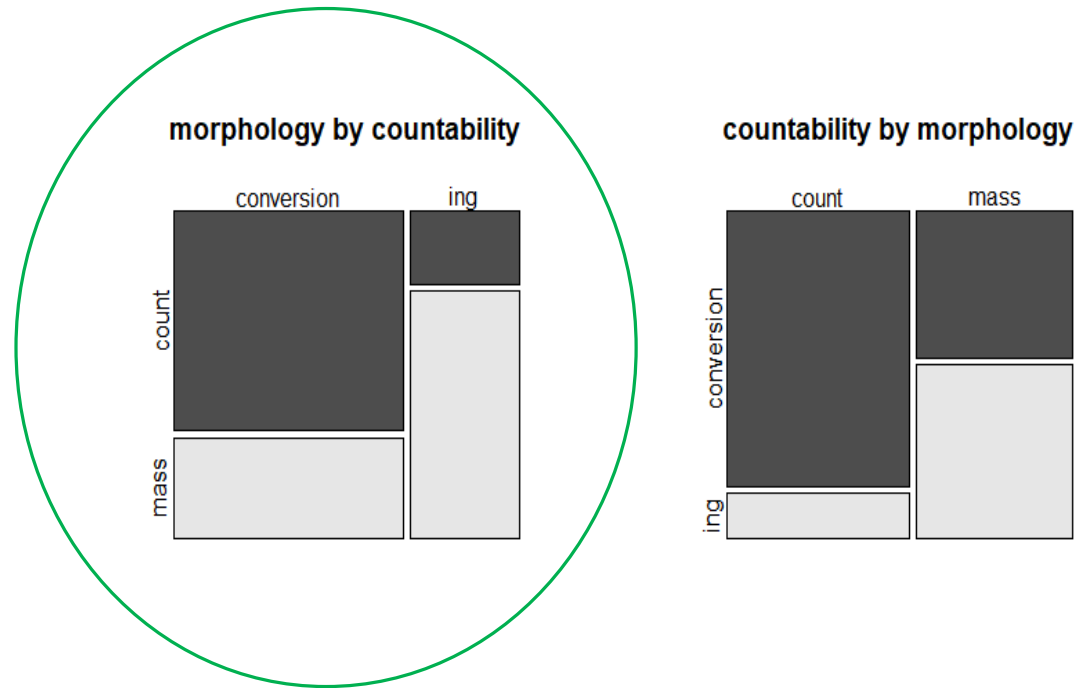 morphology by countability
conversion ing
count
mass
countability by morphology
count mass
conversion
ing